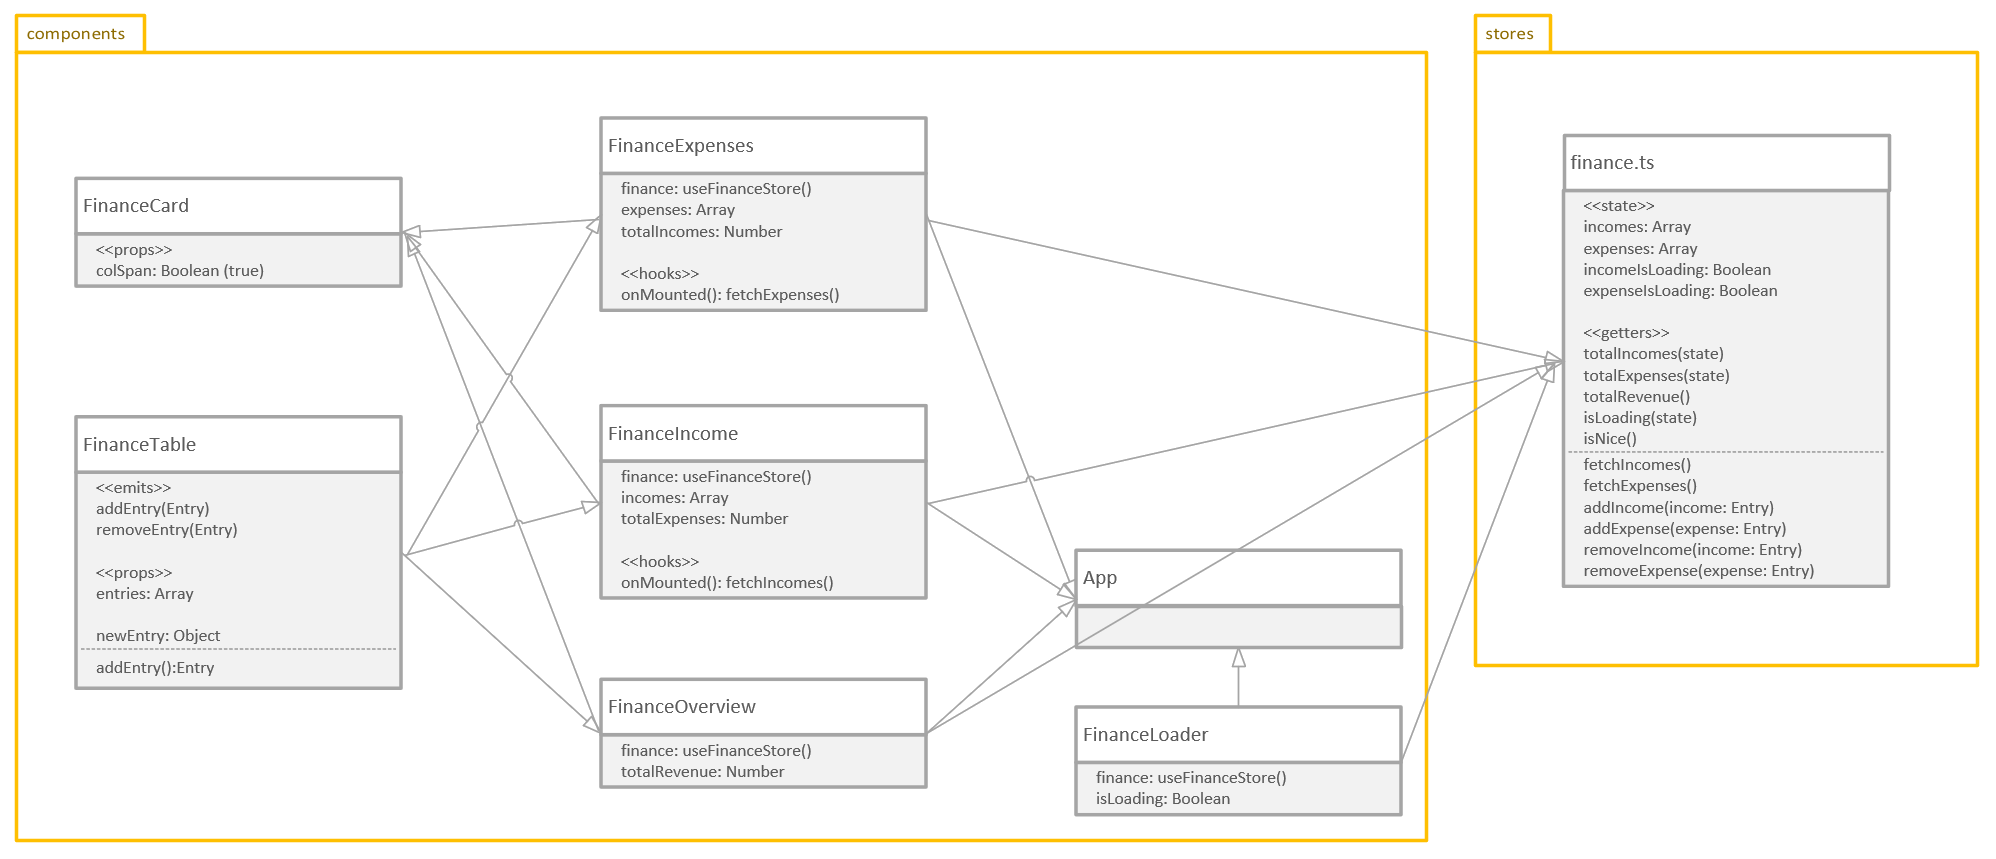 components
FinanceCard
<<props>>
colSpan: Boolean (true)
FinanceTable
<<emits>>
addEntry(Entry)
removeEntry(Entry)
<<props>>
entries: Array
newEntry: Object
addEntry():Entry
FinanceExpenses
finance: useFinanceStore()
expenses: Array
totalIncomes: Number
<<hooks>>
onMounted(): fetchExpenses()
FinanceIncome
finance: useFinanceStore()
incomes: Array
totalExpenses: Number
<<hooks>>
onMounted(): fetchIncomes()
FinanceOverview
finance: useFinanceStore()
totalRevenue: Number
App
FinanceLoader
finance: useFinanceStore()
isLoading: Boolean
stores
finance.ts
<<state>>
incomes: Array
expenses: Array
incomeIsLoading: Boolean
expenseIsLoading: Boolean
<<getters>>
totalIncomes(state)
totalExpenses(state)
totalRevenue()
isLoading(state)
isNice()
fetchIncomes()
fetchExpenses()
addIncome(income: Entry)
addExpense(expense: Entry)
removeIncome(income: Entry)
removeExpense(expense: Entry)